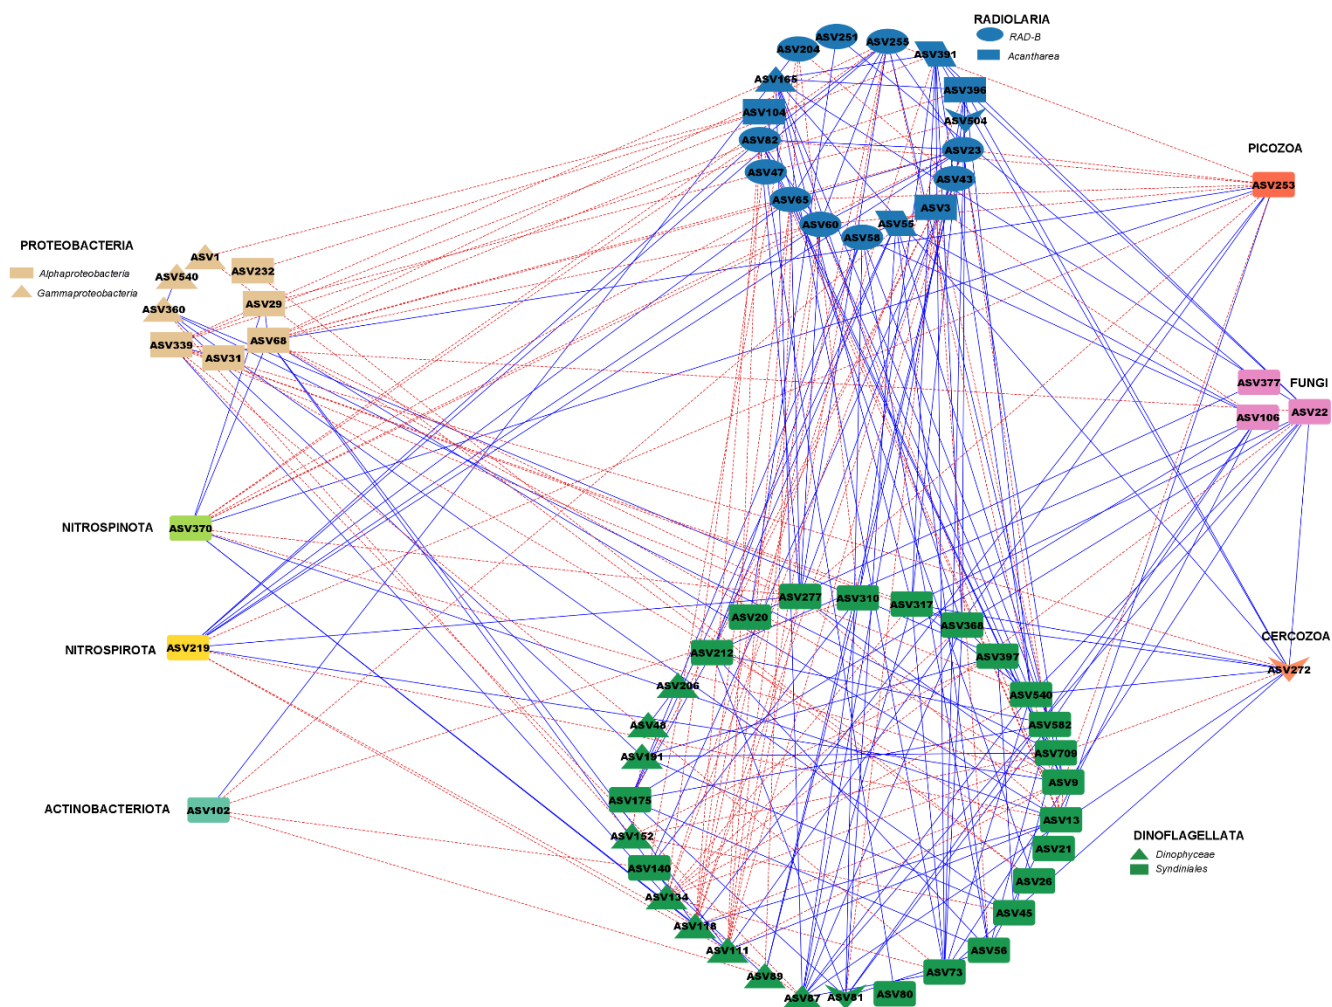 RADIOLARIA
RAD-B
Acantharea
ASV251
ASV204
ASV255
ASV391
ASV165
ASV396
ASV104
ASV504
ASV82
ASV23
ASV47
ASV43
ASV65
ASV3
ASV60
ASV55
ASV58
PICOZOA
ASV253
PROTEOBACTERIA
Alphaproteobacteria
Gammaproteobacteria
ASV1
ASV540
ASV232
ASV360
ASV29
ASV339
ASV68
ASV31
ASV377
FUNGI
ASV106
ASV22
NITROSPINOTA
ASV370
NITROSPIROTA
ASV219
CERCOZOA
ASV272
ACTINOBACTERIOTA
ASV102
ASV277
ASV310
ASV317
ASV20
ASV368
ASV212
ASV397
ASV206
ASV540
ASV48
ASV582
ASV191
ASV709
ASV9
ASV175
ASV13
ASV152
ASV21
ASV140
ASV26
ASV134
ASV45
ASV118
ASV111
ASV56
ASV89
ASV73
ASV87
ASV81
ASV80
DINOFLAGELLATA
Dinophyceae
Syndiniales